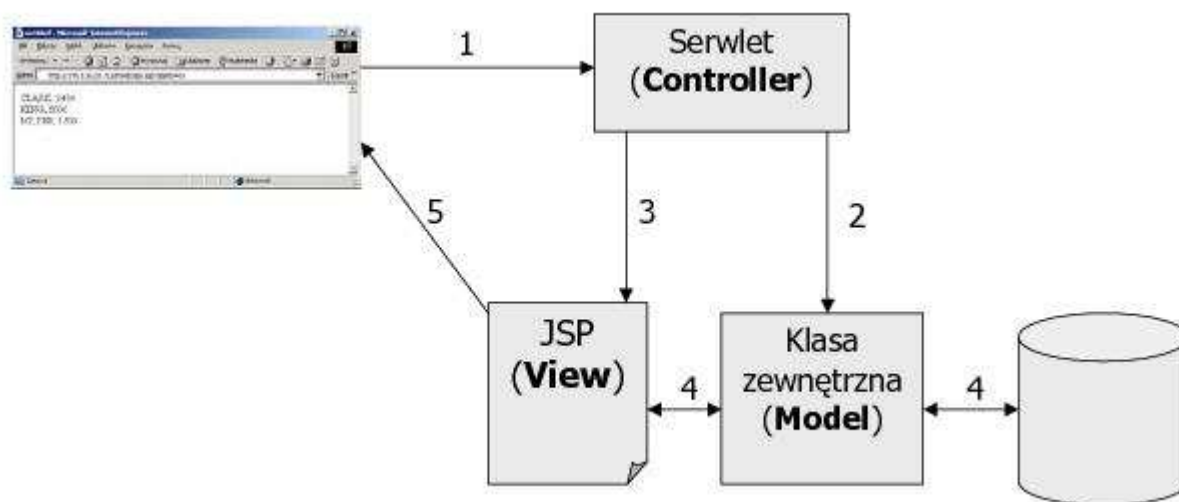 1
Serwlet
(Controller)
5
3
2
JSP
(View)
4
Klasa
zewnętrzna
(Model)
4